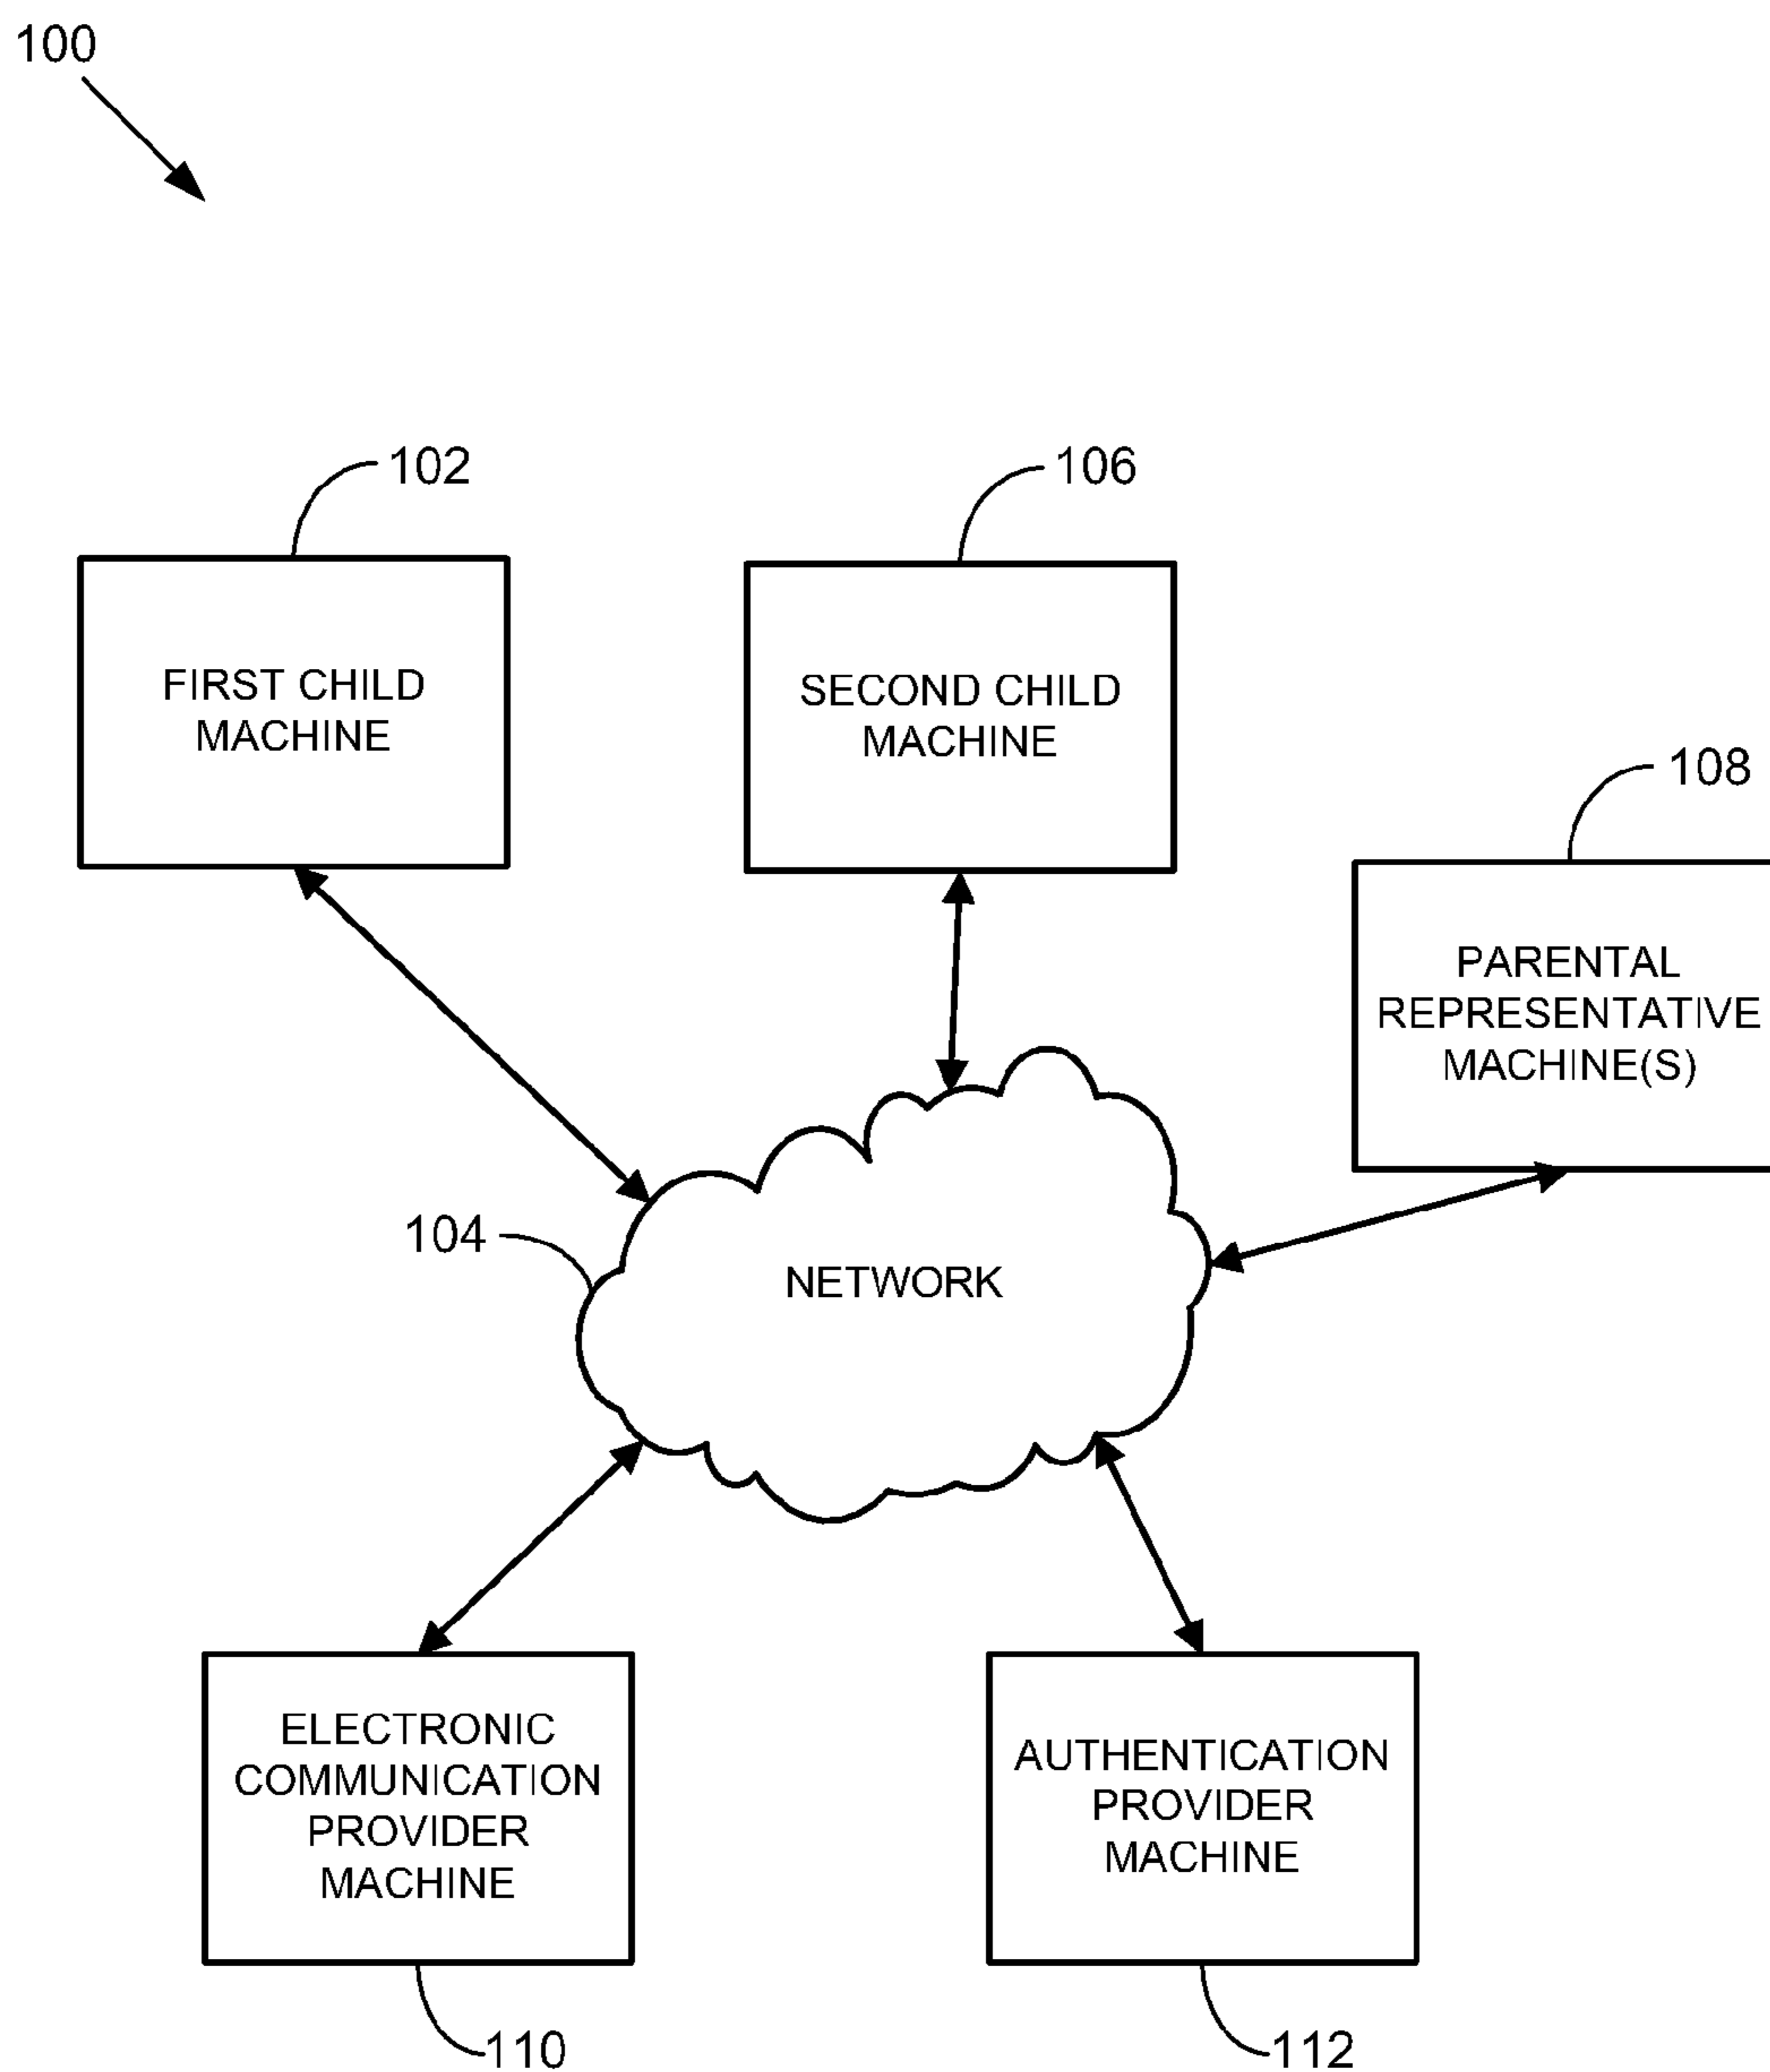 100
102
106
FIRST CHILD
MACHINE
SECOND CHILD
MACHINE
108
PARENTAL
REPRESENTATIVE
MACHINE(S)
104
NETWORK
ELECTRONIC
COMMUNICATION
PROVIDER
MACHINE
AUTHENTICATION
PROVIDER
MACHINE
110
112